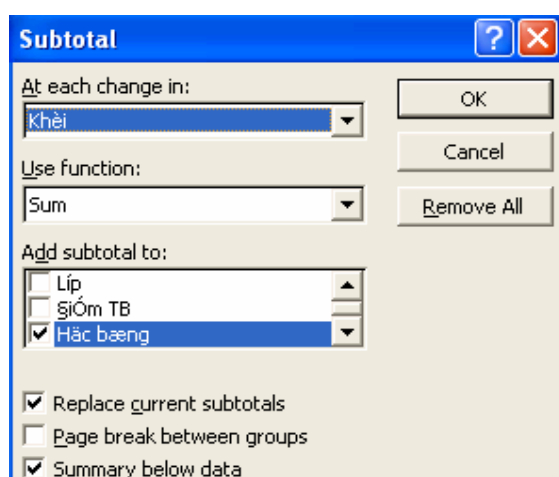 Subtotal
At each change in:
Khèi
Use function:
Sum
Add subtotal to:
Líp
§iÓm TB
Häc bæng
Replace current subtotals
Page break between groups
Summary below data
OK
Cancel
Remove All